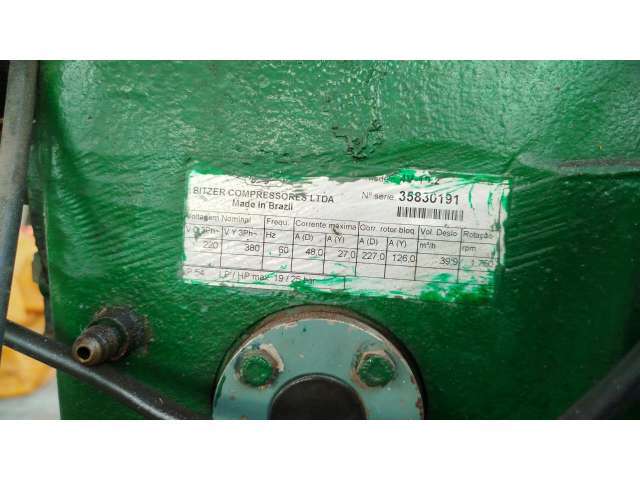 BITZER COMPRESSORES LTDA
Made in Brazil
Nº serie. 35830191
Voltagem Nominal Frequ. Corrente maxima Corr. rotor bloq. Vol. Deslo Rotação
V D 3Ph~ V Y 3Ph~ Hz A (D) A (Y) A (D) A (Y) m³/h rpm
220 380 60 48,0 27,0 227,0 126,0 39,9
P 54 LP / HP max 19 / 25 bar